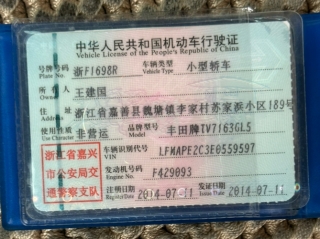 中华人民共和国机动车行驶证
Vehicle License of the People's Republic of China
号牌号码 浙F1698R 车辆类型 小型轿车
Plate No. Vehicle Type
所有人 王建国
Owner
住址 浙江省嘉善县魏塘镇李家村苏家浜小区189号
Address
使用性质 非营运 品牌型号 丰田牌TV7163GL5
Use Character Model
浙江省嘉兴 车辆识别代号 LFMAPE2C3E0559597
VIN
市公安局交 发动机号码 F4Z9093
Engine No.
通警察支队 注册日期 2014-07-11 发证日期 2014-07-11
Register Date Issue Date